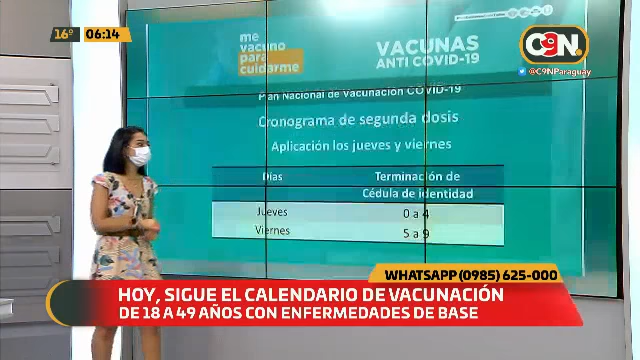 16º 06:14
me
vacuno
para
cuidarme
VACUNAS
ANTI COVID-19
C9N
@C9NParaguay
Plan Nacional de Vacunación COVID-19
Cronograma de segunda dosis
Aplicación los jueves y viernes
Días Terminación de
Cédula de identidad
Jueves 0 a 4
Viernes 5 a 9
WHATSAPP (0985) 625-000
HOY, SIGUE EL CALENDARIO DE VACUNACIÓN
DE 18 A 49 AÑOS CON ENFERMEDADES DE BASE